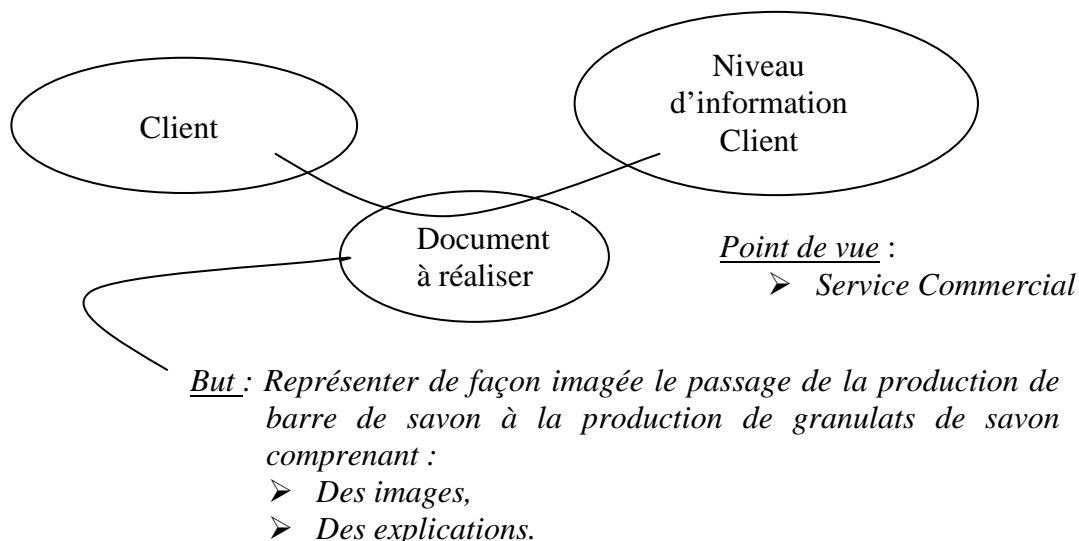 Client
Niveau
d’information
Client
Document
à réaliser
Point de vue :
➢ Service Commercial
But : Représenter de façon imagée le passage de la production de
barre de savon à la production de granulats de savon
comprenant :
➢ Des images,
➢ Des explications.